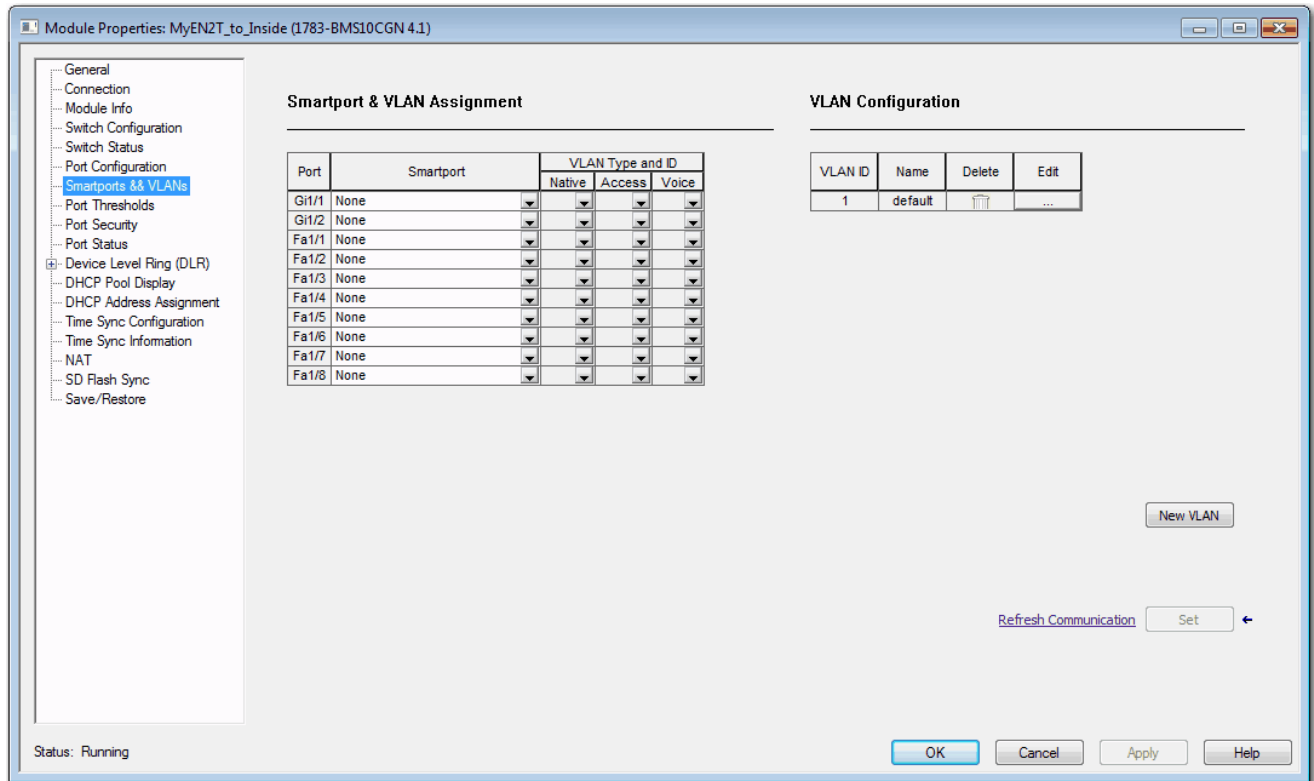 Module Properties: MyEN2T_to_Inside (1783-BMS10CGN 4.1)
General
Connection
Module Info
Switch Configuration
Switch Status
Port Configuration
Smartports && VLANs
Port Thresholds
Port Security
Port Status
Device Level Ring (DLR)
DHCP Pool Display
DHCP Address Assignment
Time Sync Configuration
Time Sync Information
NAT
SD Flash Sync
Save/Restore
Smartport & VLAN Assignment
Port Smartport VLAN Type and ID
Native Access Voice
Gi1/1 None
Gi1/2 None
Fa1/1 None
Fa1/2 None
Fa1/3 None
Fa1/4 None
Fa1/5 None
Fa1/6 None
Fa1/7 None
Fa1/8 None
VLAN Configuration
VLAN ID Name Delete Edit
1 default ...
New VLAN
Refresh Communication Set
Status: Running
OK Cancel Apply Help